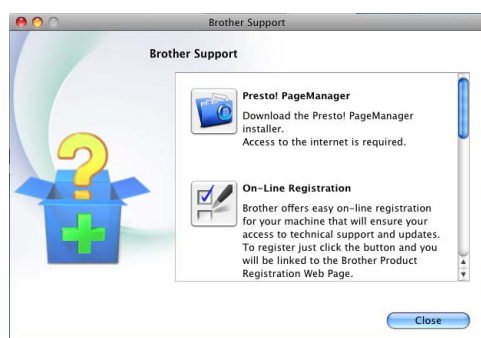 Brother Support
Brother Support
Presto! PageManager
Download the Presto! PageManager
installer.
Access to the internet is required.
On-Line Registration
Brother offers easy on-line registration
for your machine that will ensure your
access to technical support and updates.
To register just click the button and you
will be linked to the Brother Product
Registration Web Page.
Close